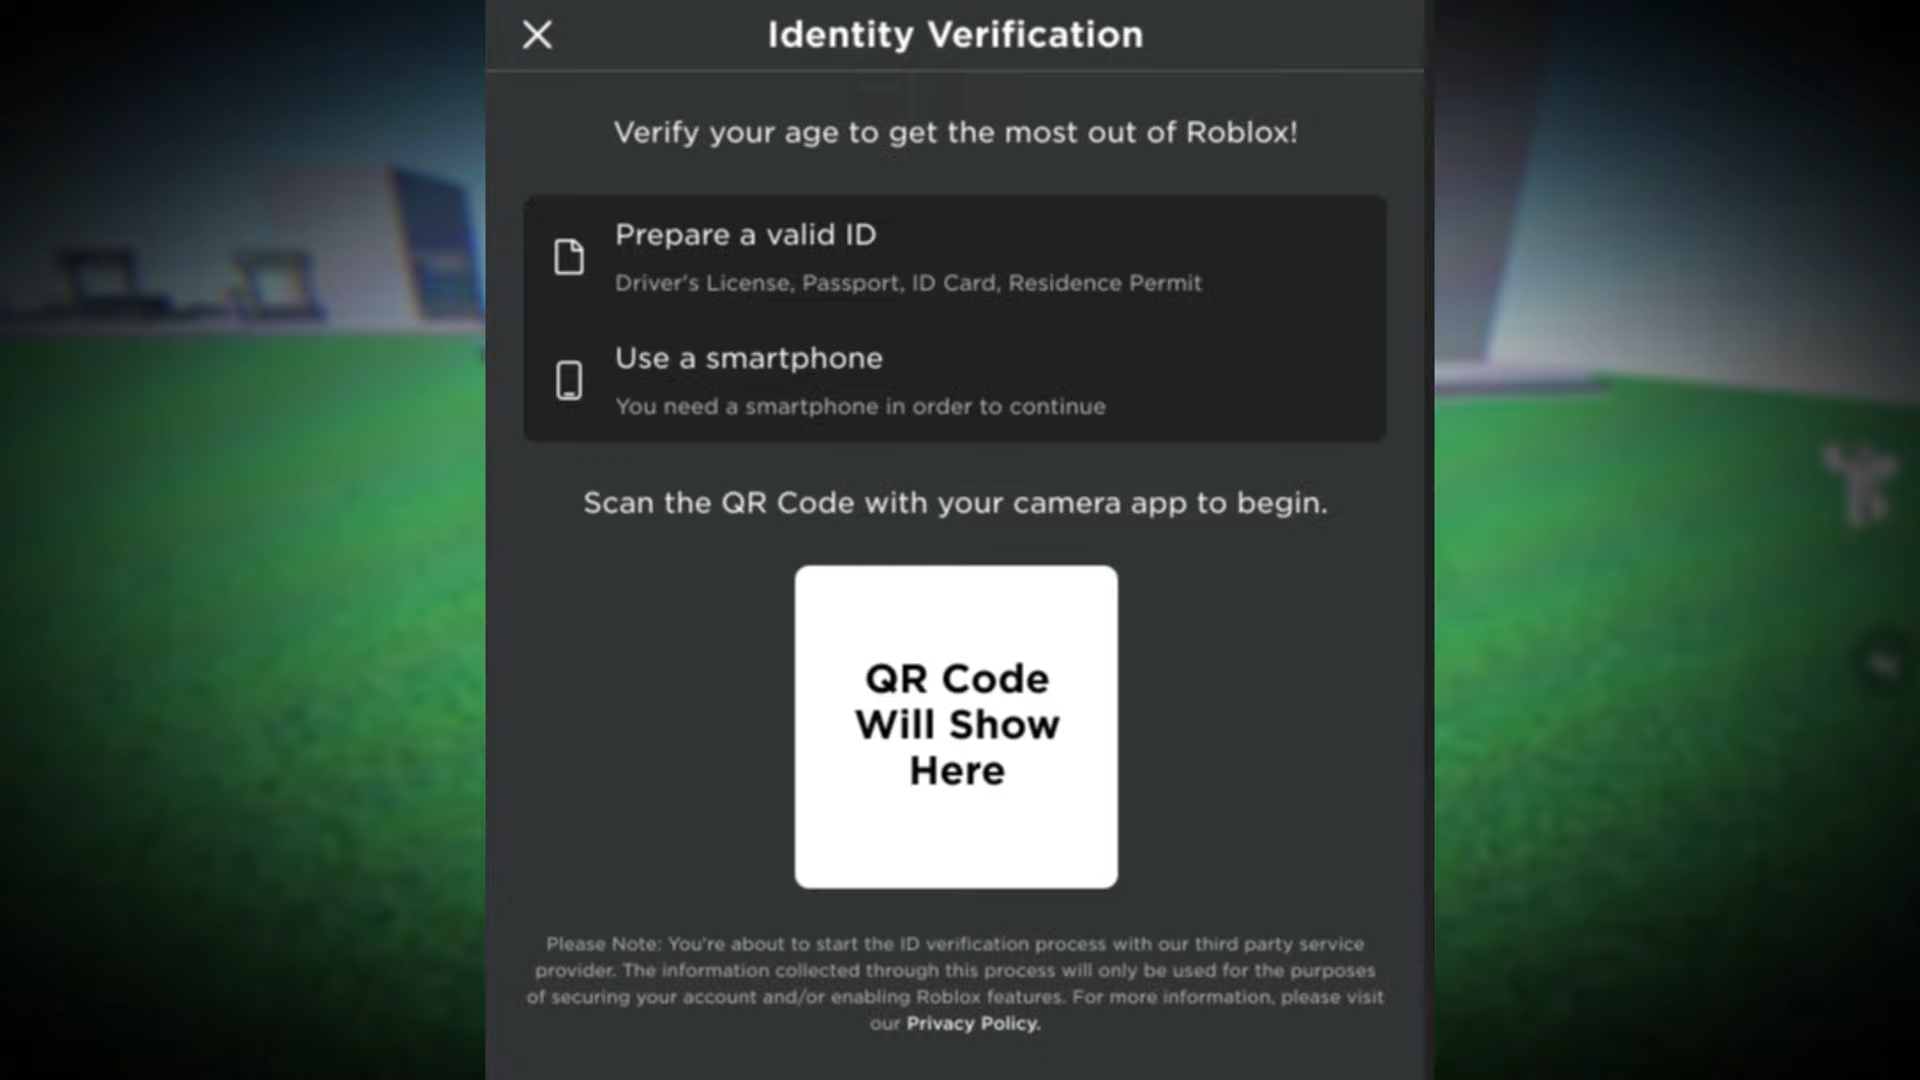 Identity Verification
Verify your age to get the most out of Roblox!
Prepare a valid ID
Driver's License, Passport, ID Card, Residence Permit
Use a smartphone
You need a smartphone in order to continue
Scan the QR Code with your camera app to begin.
QR Code
Will Show
Here
Please Note: You're about to start the ID verification process with our third party service
provider. The information collected through this process will only be used for the purposes
of securing your account and/or enabling Roblox features. For more information, please visit
our Privacy Policy.